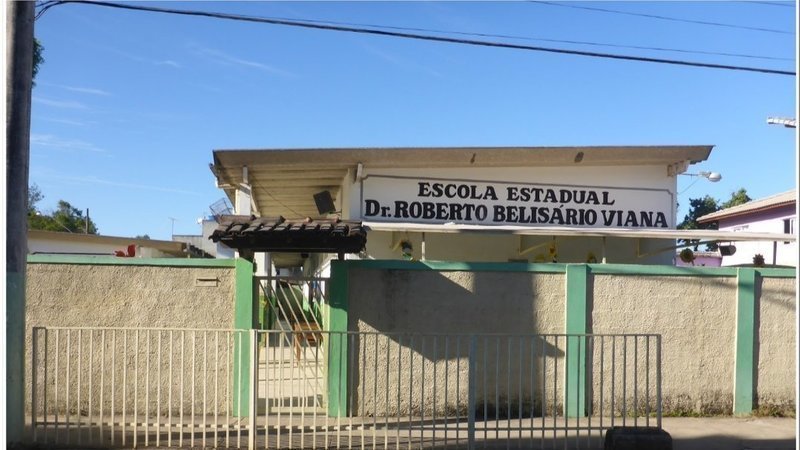 ESCOLA ESTADUAL
Dr. ROBERTO BELISÁRIO VIANA